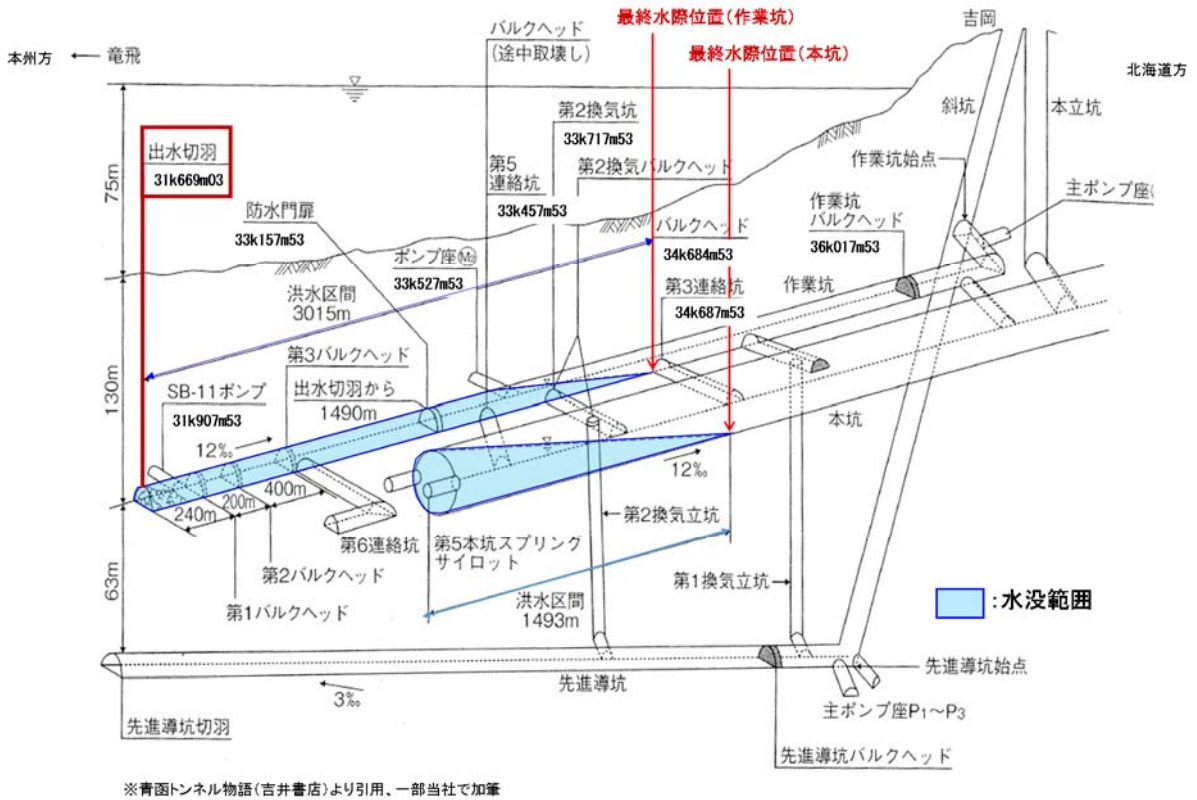 最終水際位置(作業坑)
吉岡
バルクヘッド
(途中取壊し)
最終水際位置(本坑)
本州方 ← 竜飛
北海道方
第2換気坑
33k717m53
斜坑
本立坑
出水切羽
31k669m03
第5
連絡坑
33k457m53
第2換気バルクヘッド
作業坑始点
主ポンプ座(
75m
防水門扉
33k157m53
バルクヘッド
34k684m53
作業坑
バルクヘッド
36k017m53
ポンプ座
33k527m53
第3連絡坑
34k687m53
作業坑
洪水区間
3015m
第3バルクヘッド
130m
SB-11ポンプ
31k907m53
出水切羽から
1490m
本坑
12‰
12‰
400m
200m
240m
第2換気立坑
第6連絡坑
第5本坑スプリング
サイロット
第2バルクヘッド
第1換気立坑
63m
第1バルクヘッド
洪水区間
1493m
:水没範囲
先進導坑
先進導坑始点
3‰
主ポンプ座P1～P3
先進導坑切羽
先進導坑バルクヘッド
※青函トンネル物語(吉井書店)より引用、一部当社で加筆